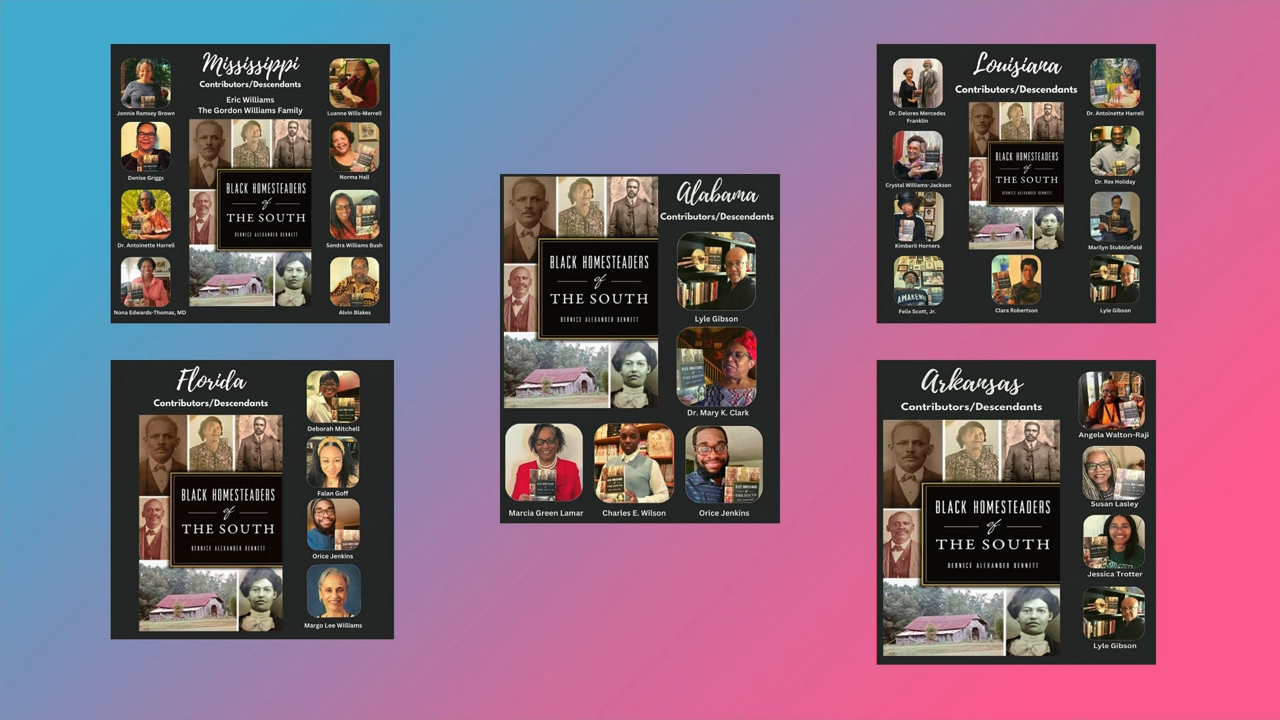 Mississippi
Contributors/Descendants
Eric Williams
The Gordon Williams Family
Jonnie Ramsey Brown
Luanne Wills-Merrell
Denise Griggs
Norma Hall
Dr. Antoinette Harrell
Sandra Williams Bush
Nona Edwards-Thomas, MD
Alvin Blakes
BLACK HOMESTEADERS
of
THE SOUTH
BERNICE ALEXANDER BENNETT
Florida
Contributors/Descendants
Deborah Mitchell
Falan Goff
Orice Jenkins
Margo Lee Williams
BLACK HOMESTEADERS
of
THE SOUTH
BERNICE ALEXANDER BENNETT
Alabama
Contributors/Descendants
BLACK HOMESTEADERS
of
THE SOUTH
BERNICE ALEXANDER BENNETT
Lyle Gibson
Dr. Mary K. Clark
Marcia Green Lamar
Charles E. Wilson
Orice Jenkins
Louisiana
Contributors/Descendants
Dr. Delores Mercedes
Franklin
Dr. Antoinette Harrell
Crystal Williams-Jackson
Dr. Rex Holiday
Kimberli Horners
Marilyn Stubblefield
AWAKEN
Felix Scott, Jr.
Clara Robertson
Lyle Gibson
BLACK HOMESTEADERS
of
THE SOUTH
BERNICE ALEXANDER BENNETT
Arkansas
Contributors/Descendants
Angela Walton-Raji
Susan Lasley
Jessica Trotter
Lyle Gibson
BLACK HOMESTEADERS
of
THE SOUTH
BERNICE ALEXANDER BENNETT